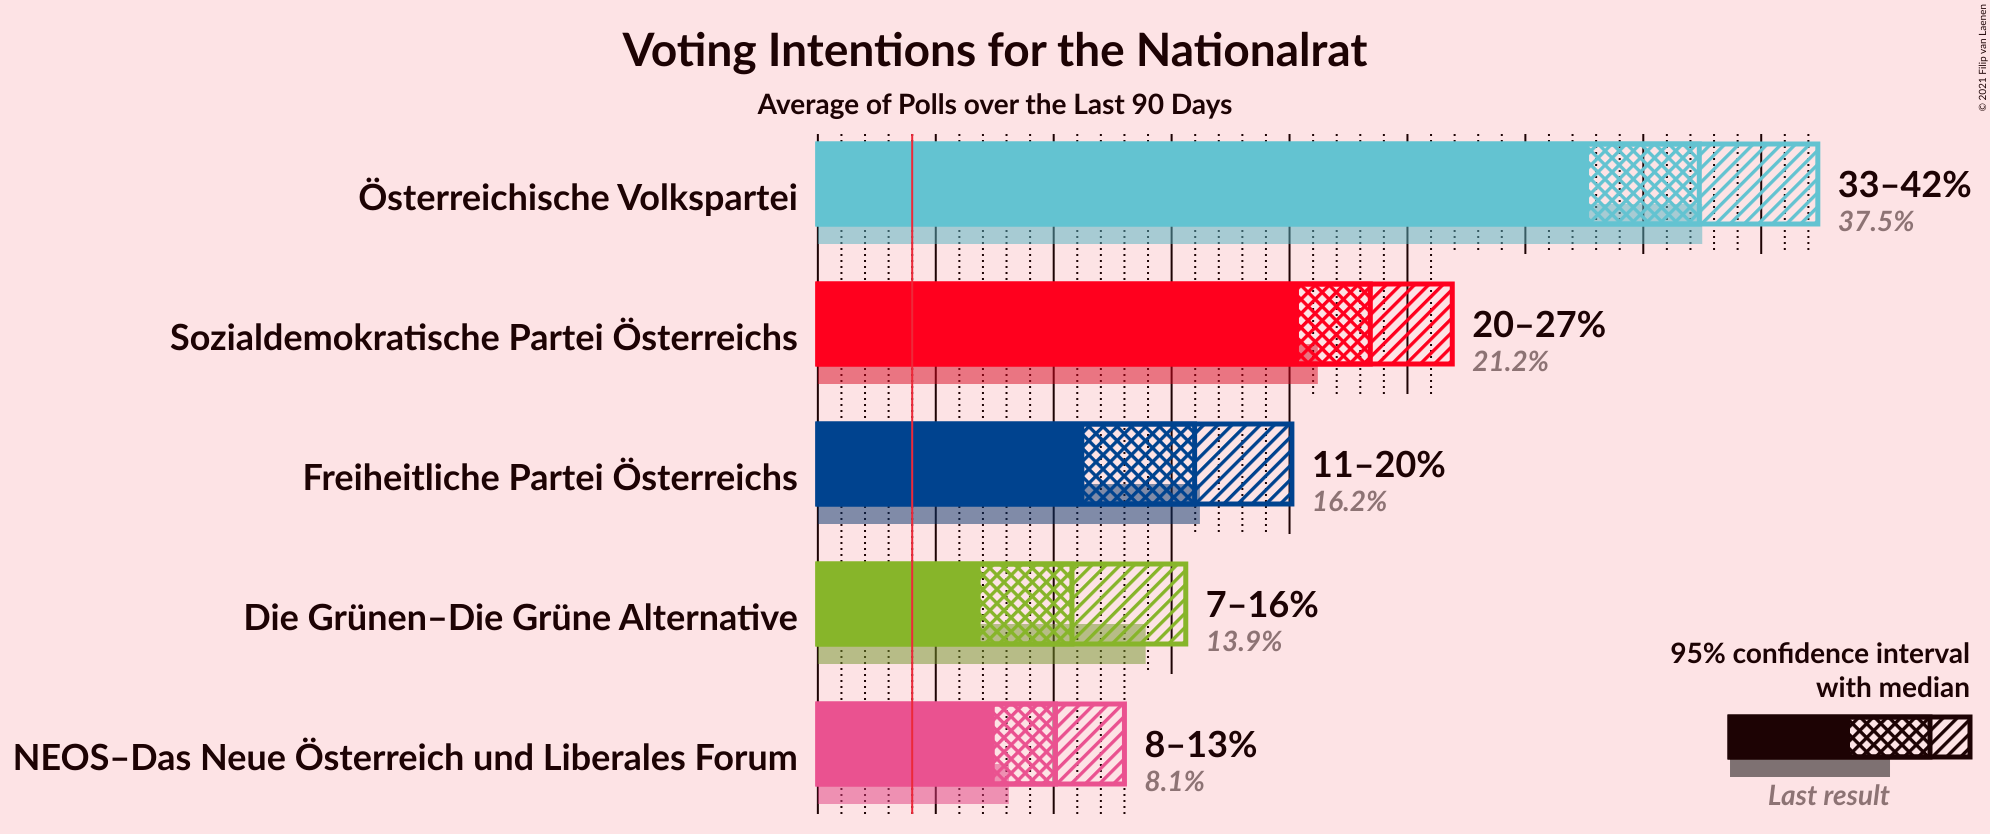 Voting Intentions for the Nationalrat
Average of Polls over the Last 90 Days
© 2021 Filip van Laenen
Österreichische Volkspartei
33–42%
37.5%
Sozialdemokratische Partei Österreichs
20–27%
21.2%
Freiheitliche Partei Österreichs
11–20%
16.2%
Die Grünen–Die Grüne Alternative
7–16%
13.9%
NEOS–Das Neue Österreich und Liberales Forum
8–13%
8.1%
95% confidence interval
with median
Last result